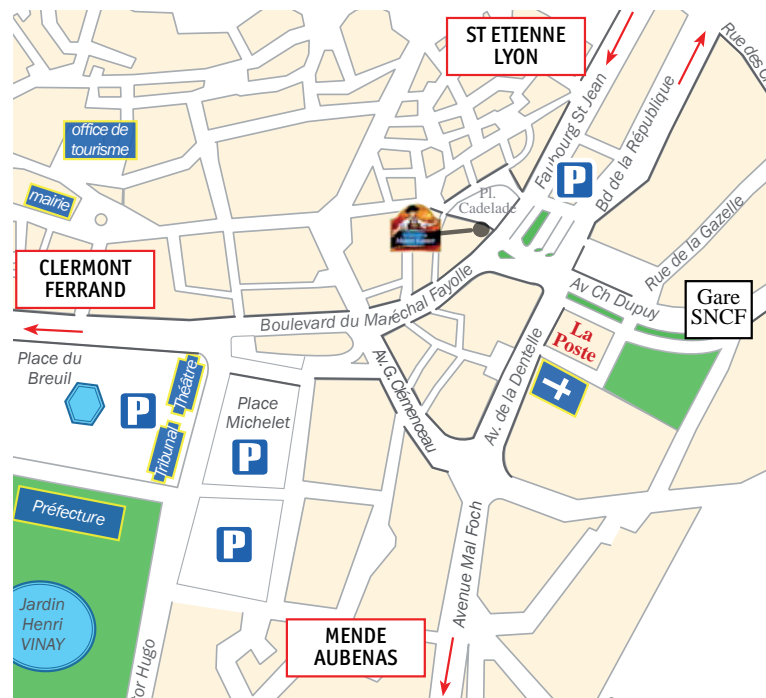 ST ETIENNE
LYON
Rue des
Faubourg St Jean
Bd de la République
office de
tourisme
P
mairie
Pl.
Cadelade
Rue de la Gazelle
CLERMONT
FERRAND
Av Ch Dupuy
Gare
SNCF
Boulevard du Maréchal Fayolle
La
Poste
Place du
Breuil
Théâtre
Av. G. Clémenceau
Av. de la Dentelle
P
Place
Michelet
Tribunal
P
Préfecture
P
Avenue Mal Foch
Jardin
Henri
VINAY
MENDE
AUBENAS
or Hugo